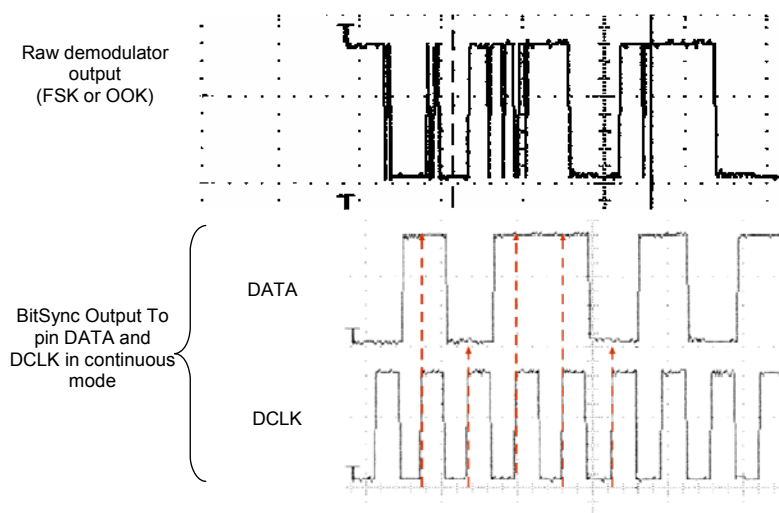 Raw demodulator
output
(FSK or OOK)
DATA
BitSync Output To
pin DATA and
DCLK in continuous
mode
DCLK